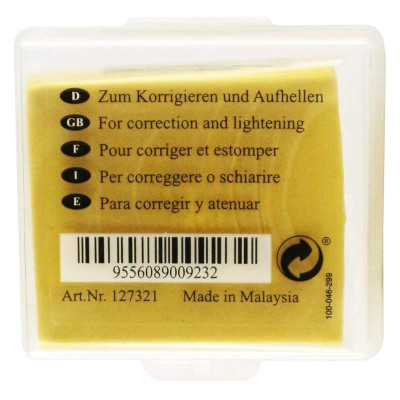 D Zum Korrigieren und Aufhellen
GB For correction and lightening
F Pour corriger et estomper
I Per correggere o schiarire
E Para corregir y atenuar
9556089009232
Art.Nr. 127321 Made in Malaysia
®
100-046-299